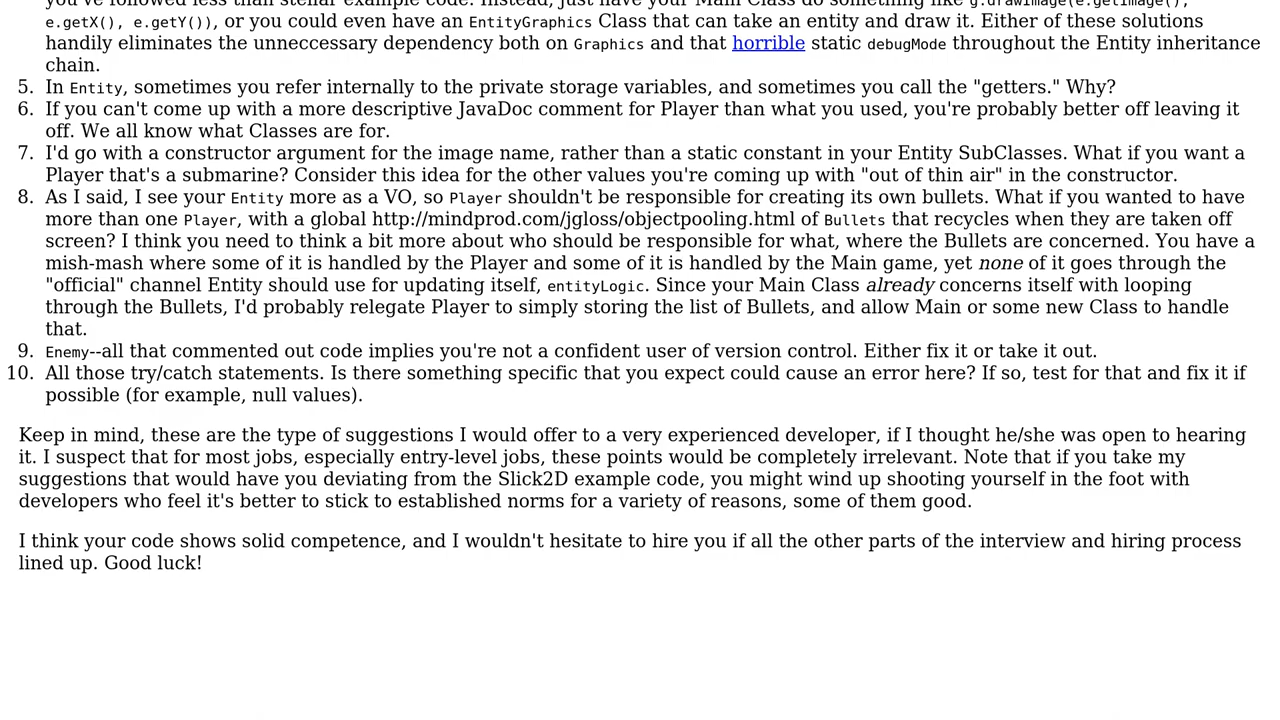 you've followed less than stellar example code. Instead, just have your Main Class do something like g.drawImage(e.getImage(),
e.getX(), e.getY()), or you could even have an EntityGraphics Class that can take an entity and draw it. Either of these solutions
handily eliminates the unneccessary dependency both on Graphics and that horrible static debugMode throughout the Entity inheritance
chain.
5. In Entity, sometimes you refer internally to the private storage variables, and sometimes you call the "getters." Why?
6. If you can't come up with a more descriptive JavaDoc comment for Player than what you used, you're probably better off leaving it
off. We all know what Classes are for.
7. I'd go with a constructor argument for the image name, rather than a static constant in your Entity SubClasses. What if you want a
Player that's a submarine? Consider this idea for the other values you're coming up with "out of thin air" in the constructor.
8. As I said, I see your Entity more as a VO, so Player shouldn't be responsible for creating its own bullets. What if you wanted to have
more than one Player, with a global http://mindprod.com/jgloss/objectpooling.html of Bullets that recycles when they are taken off
screen? I think you need to think a bit more about who should be responsible for what, where the Bullets are concerned. You have a
mish-mash where some of it is handled by the Player and some of it is handled by the Main game, yet none of it goes through the
"official" channel Entity should use for updating itself, entityLogic. Since your Main Class already concerns itself with looping
through the Bullets, I'd probably relegate Player to simply storing the list of Bullets, and allow Main or some new Class to handle
that.
9. Enemy--all that commented out code implies you're not a confident user of version control. Either fix it or take it out.
10. All those try/catch statements. Is there something specific that you expect could cause an error here? If so, test for that and fix it if
possible (for example, null values).
Keep in mind, these are the type of suggestions I would offer to a very experienced developer, if I thought he/she was open to hearing
it. I suspect that for most jobs, especially entry-level jobs, these points would be completely irrelevant. Note that if you take my
suggestions that would have you deviating from the Slick2D example code, you might wind up shooting yourself in the foot with
developers who feel it's better to stick to established norms for a variety of reasons, some of them good.
I think your code shows solid competence, and I wouldn't hesitate to hire you if all the other parts of the interview and hiring process
lined up. Good luck!